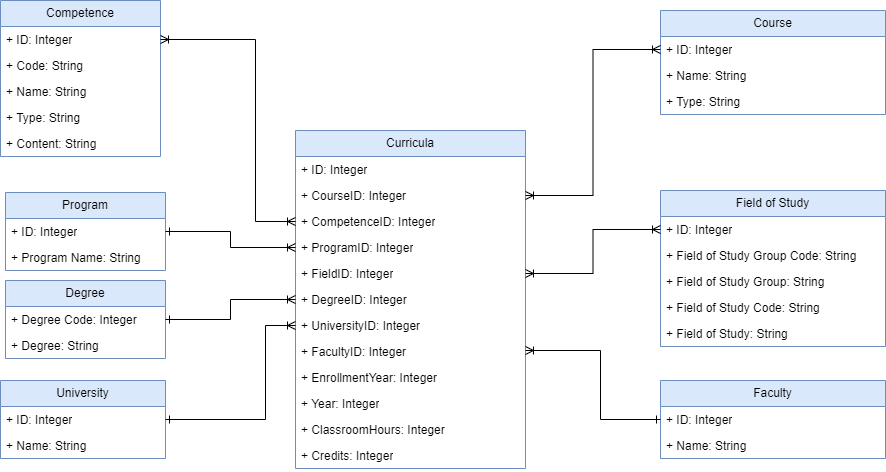 Competence
+ ID: Integer
+ Code: String
+ Name: String
+ Type: String
+ Content: String
Program
+ ID: Integer
+ Program Name: String
Degree
+ Degree Code: Integer
+ Degree: String
University
+ ID: Integer
+ Name: String
Curricula
+ ID: Integer
+ CourseID: Integer
+ CompetenceID: Integer
+ ProgramID: Integer
+ FieldID: Integer
+ DegreeID: Integer
+ UniversityID: Integer
+ FacultyID: Integer
+ EnrollmentYear: Integer
+ Year: Integer
+ ClassroomHours: Integer
+ Credits: Integer
Course
+ ID: Integer
+ Name: String
+ Type: String
Field of Study
+ ID: Integer
+ Field of Study Group Code: String
+ Field of Study Group: String
+ Field of Study Code: String
+ Field of Study: String
Faculty
+ ID: Integer
+ Name: String